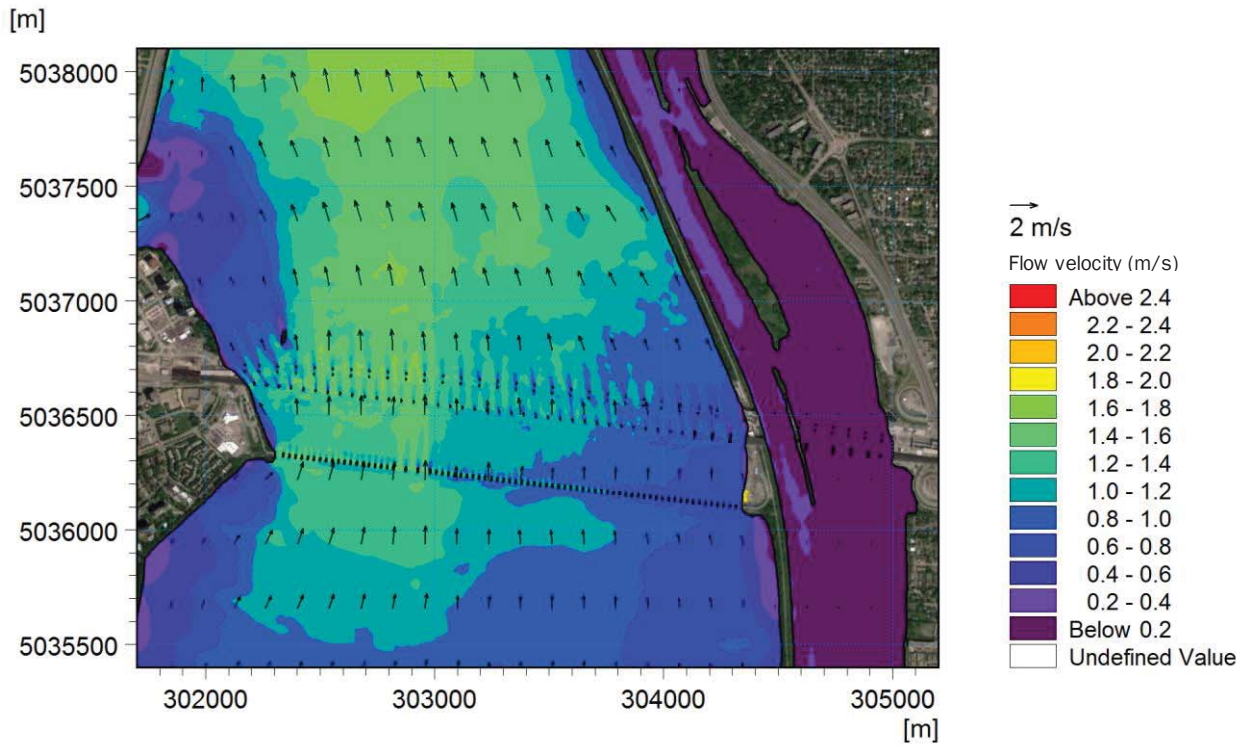 [m]
5038000
5037500
5037000
5036500
5036000
5035500
302000 303000 304000 305000
[m]
2 m/s
Flow velocity (m/s)
Above 2.4
2.2 - 2.4
2.0 - 2.2
1.8 - 2.0
1.6 - 1.8
1.4 - 1.6
1.2 - 1.4
1.0 - 1.2
0.8 - 1.0
0.6 - 0.8
0.4 - 0.6
0.2 - 0.4
Below 0.2
Undefined Value